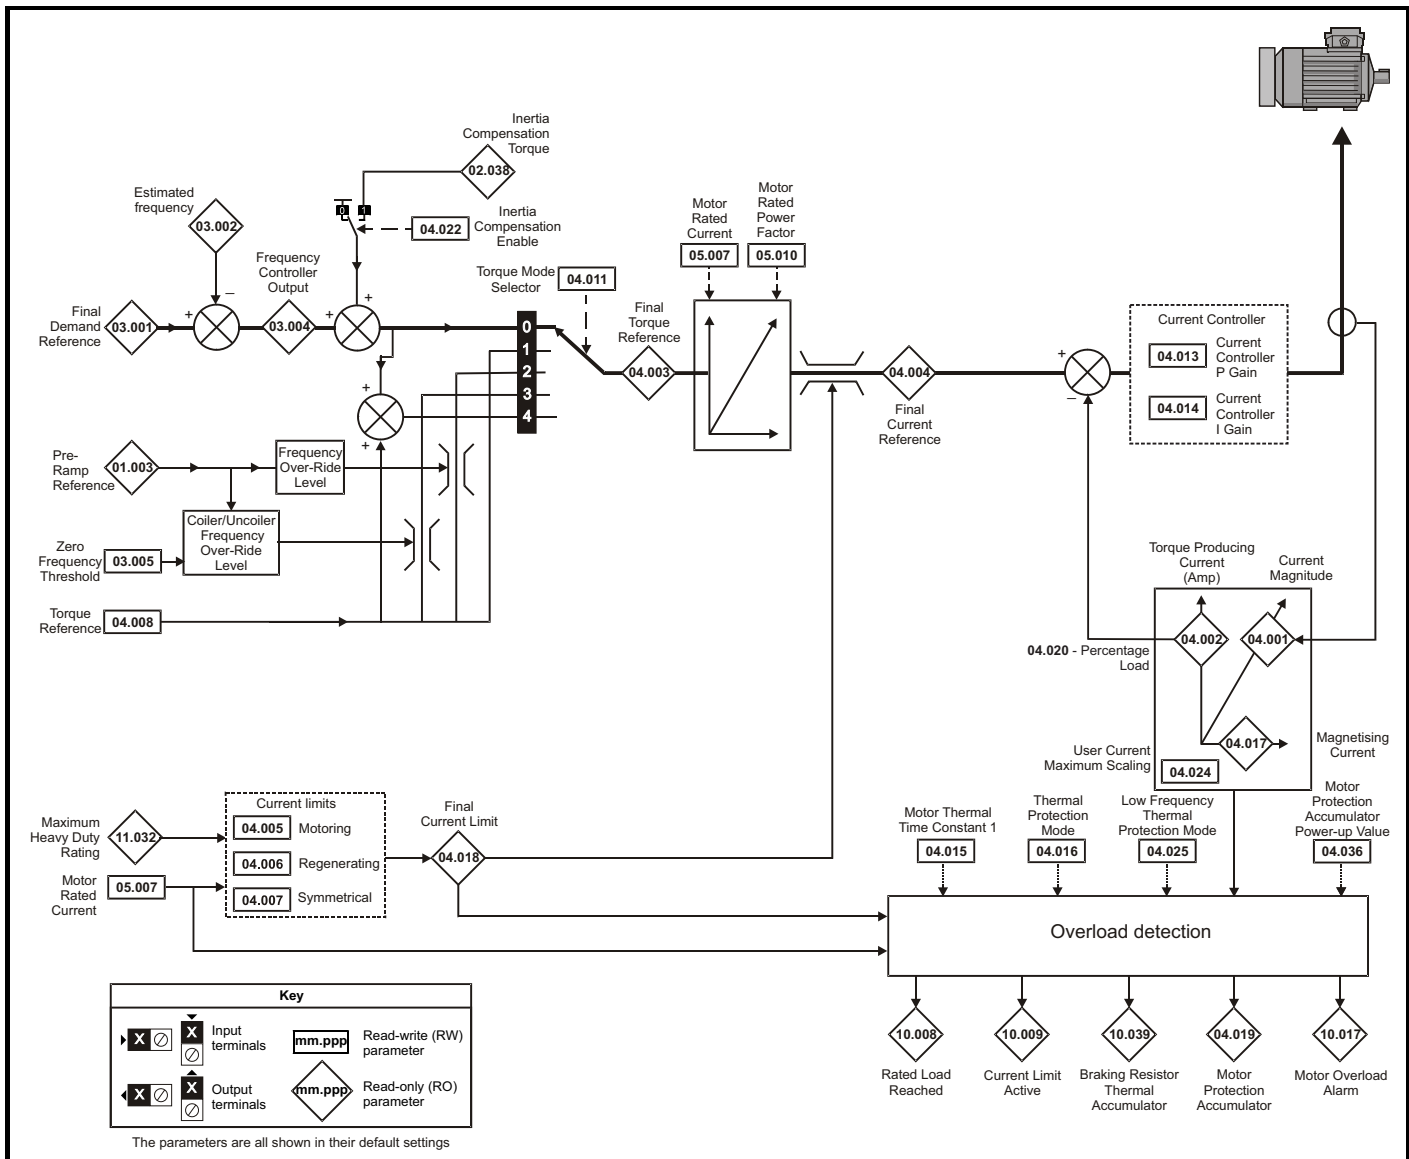 Inertia
Compensation
Torque
02.038
Estimated
frequency
03.002
0
1
04.022
Inertia
Compensation
Enable
Motor
Rated
Current
05.007
Motor
Rated
Power
Factor
05.010
Frequency
Controller
Output
Torque Mode
Selector
04.011
Final
Demand
Reference
03.001
+
–
03.004
+
+
0
1
2
3
4
Final
Torque
Reference
04.003
04.004
Final
Current
Reference
+
–
Current Controller
04.013
Current
Controller
P Gain
04.014
Current
Controller
I Gain
+
+
Pre-
Ramp
Reference
01.003
Frequency
Over-Ride
Level
Coiler/Uncoiler
Frequency
Over-Ride
Level
Zero
Frequency
Threshold
03.005
Torque
Reference
04.008
Torque Producing
Current
(Amp)
Current
Magnitude
04.002
04.001
04.020 - Percentage
Load
04.017
Magnetising
Current
User Current
Maximum Scaling
04.024
Maximum
Heavy Duty
Rating
11.032
Motor
Rated
Current
05.007
Current limits
04.005
Motoring
04.006
Regenerating
04.007
Symmetrical
Final
Current Limit
04.018
Motor Thermal
Time Constant 1
04.015
Thermal
Protection
Mode
04.016
Low Frequency
Thermal
Protection Mode
04.025
Motor
Protection
Accumulator
Power-up Value
04.036
Overload detection
10.008
Rated Load
Reached
10.009
Current Limit
Active
10.039
Braking Resistor
Thermal
Accumulator
04.019
Motor
Protection
Accumulator
10.017
Motor Overload
Alarm
Key
X
X
Input
terminals
mm.ppp
Read-write (RW)
parameter
X
X
Output
terminals
mm.ppp
Read-only (RO)
parameter
The parameters are all shown in their default settings